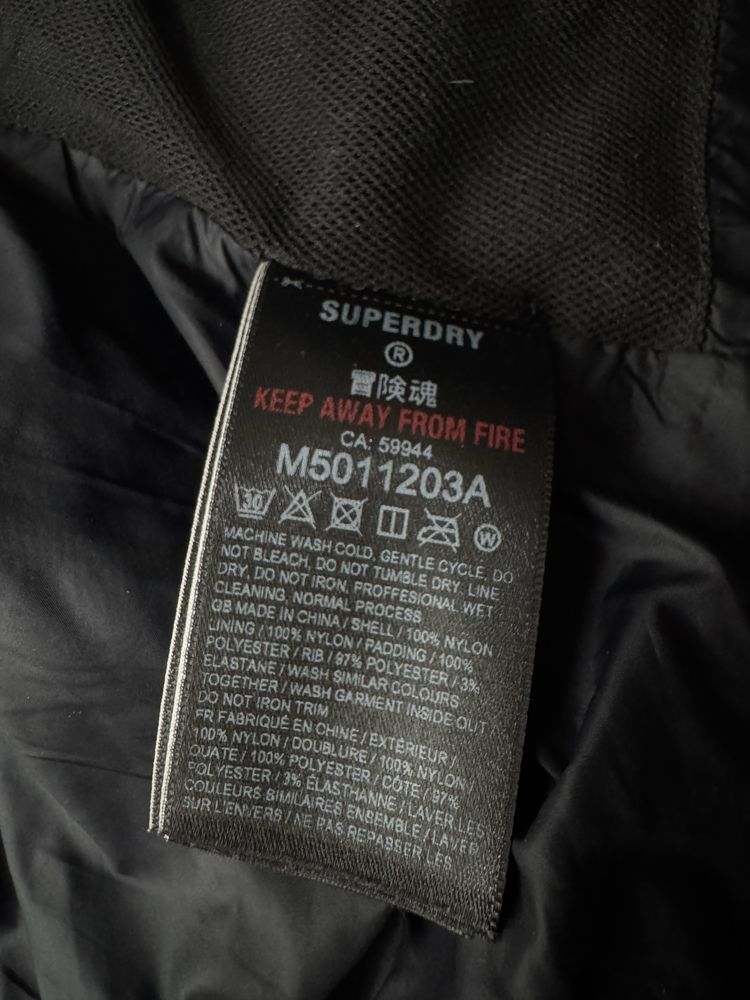 SUPERDRY
®
冒険魂
KEEP AWAY FROM FIRE
CA: 59944
M5011203A
30 W
MACHINE WASH COLD, GENTLE CYCLE, DO
NOT BLEACH, DO NOT TUMBLE DRY, LINE
DRY, DO NOT IRON, PROFFESIONAL WET
CLEANING, NORMAL PROCESS
GB MADE IN CHINA / SHELL / 100% NYLON
LINING / 100% NYLON / PADDING / 100%
POLYESTER / RIB / 97% POLYESTER / 3%
ELASTANE / WASH SIMILAR COLOURS
TOGETHER / WASH GARMENT INSIDE OUT /
DO NOT IRON TRIM
FR FABRIQUÉ EN CHINE / EXTÉRIEUR /
100% NYLON / DOUBLURE / 100% NYLON /
OUATE / 100% POLYESTER / CÔTE / 97%
POLYESTER / 3% ÉLASTHANNE / LAVER LES
COULEURS SIMILAIRES ENSEMBLE / LAVER
SUR L'ENVERS / NE PAS REPASSER LES